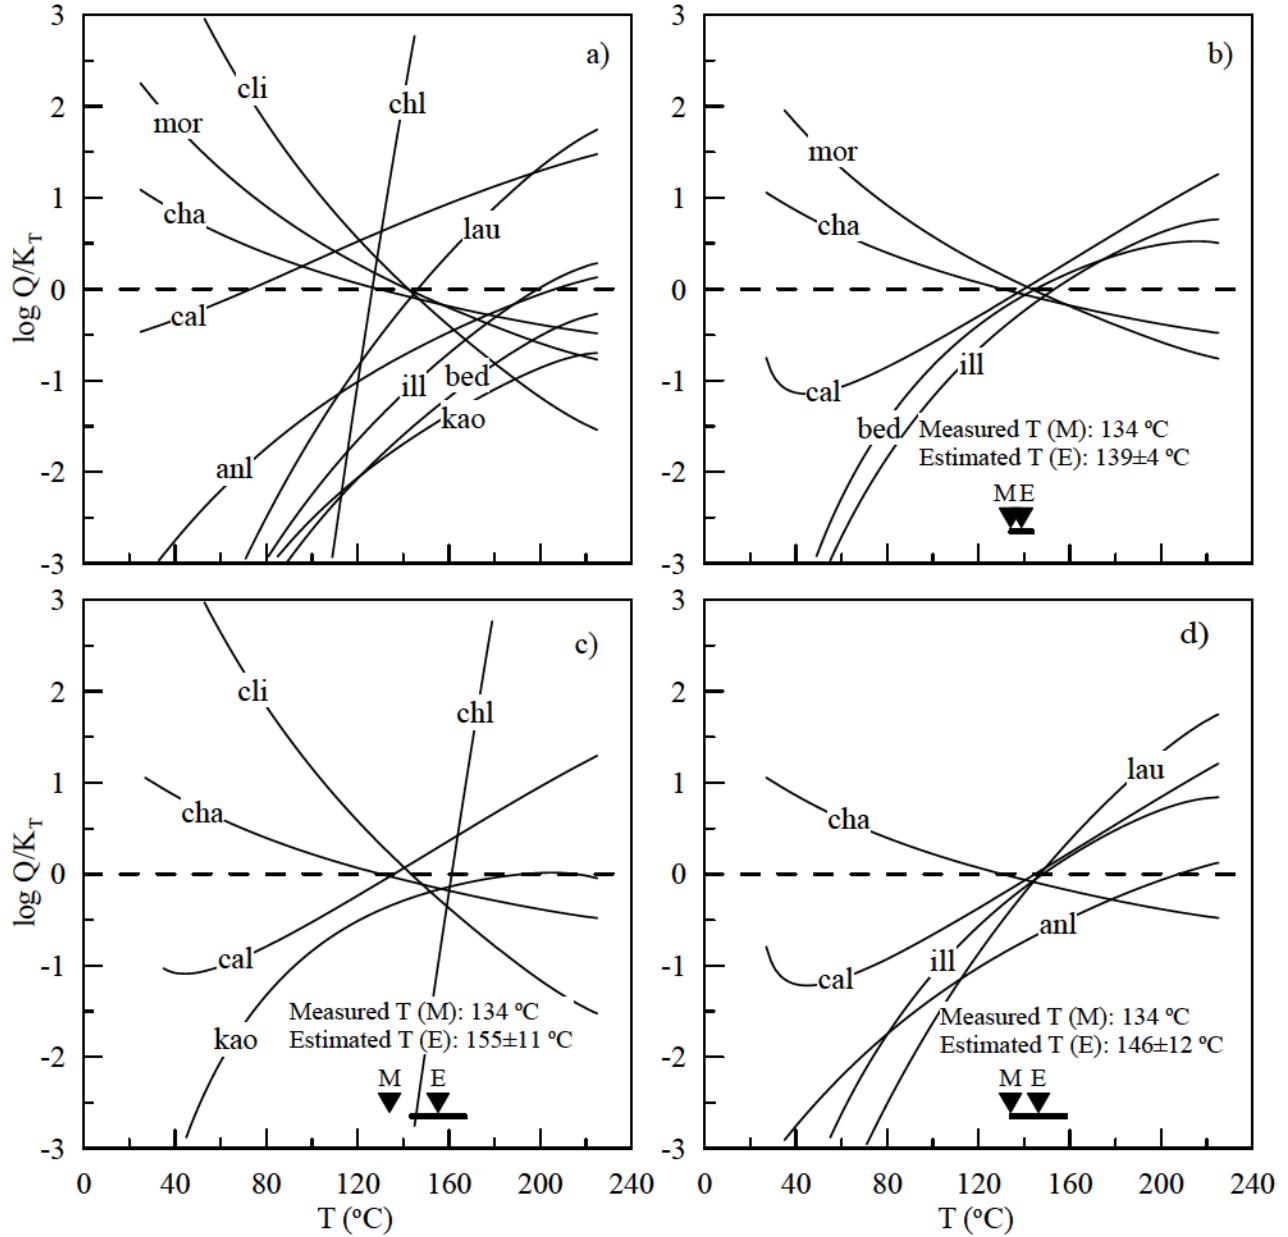 3
2
1
0
-1
-2
-3
log Q/K_T
a)
cli
mor
chl
cha
lau
cal
ill
bed
kao
anl
3
2
1
0
-1
-2
-3
b)
mor
cha
ill
cal
bed
Measured T (M): 134 ºC
Estimated T (E): 139±4 ºC
M E
3
2
1
0
-1
-2
-3
log Q/K_T
c)
cli
chl
cha
cal
kao
Measured T (M): 134 ºC
Estimated T (E): 155±11 ºC
M E
0 40 80 120 160 200 240
T (ºC)
3
2
1
0
-1
-2
-3
d)
lau
cha
anl
ill
cal
Measured T (M): 134 ºC
Estimated T (E): 146±12 ºC
M E
0 40 80 120 160 200 240
T (ºC)